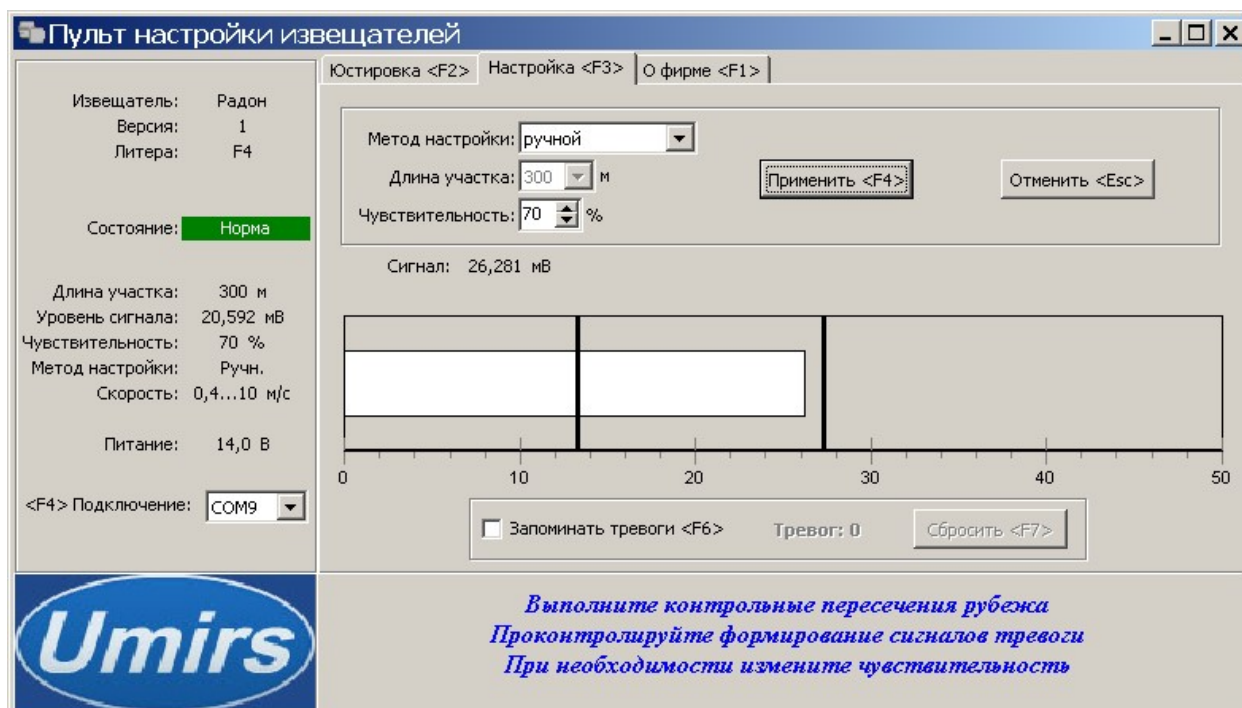 Пульт настройки извещателей
Юстировка <F2> Настройка <F3> О фирме <F1>
Извещатель: Радон
Версия: 1
Литера: F4
Состояние: Норма
Длина участка: 300 м
Уровень сигнала: 20,592 мВ
Чувствительность: 70 %
Метод настройки: Ручн.
Скорость: 0,4...10 м/с
Питание: 14,0 В
<F4> Подключение: COM9
Метод настройки: ручной
Длина участка: 300 м
Чувствительность: 70 %
Применить <F4> Отменить <Esc>
Сигнал: 26,281 мВ
0 10 20 30 40 50
Запоминать тревоги <F6> Тревог: 0 Сбросить <F7>
Umirs
Выполните контрольные пересечения рубежа
Проконтролируйте формирование сигналов тревоги
При необходимости измените чувствительность